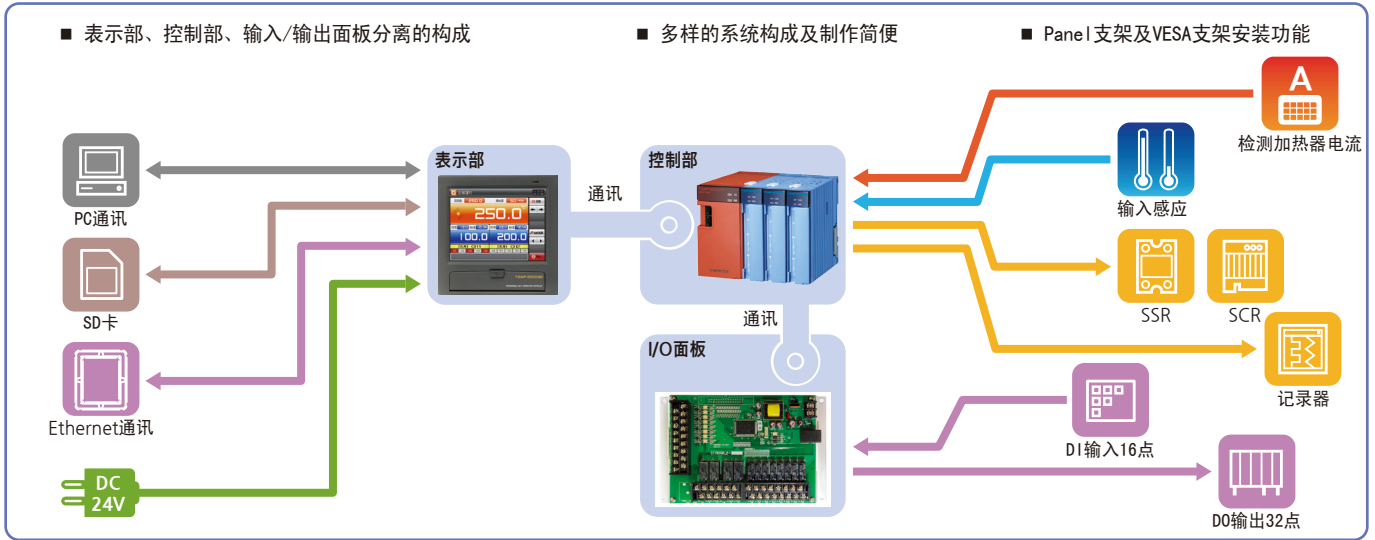 ■ 表示部、控制部、输入/输出面板分离的构成
■ 多样的系统构成及制作简便
■ Panel支架及VESA支架安装功能
A
检测加热器电流
表示部
控制部
通讯
PC通讯
输入感应
250.0
100.0 200.0
SD卡
SSR
SCR
通讯
I/O面板
记录器
Ethernet通讯
DI输入16点
DC
24V
DO输出32点